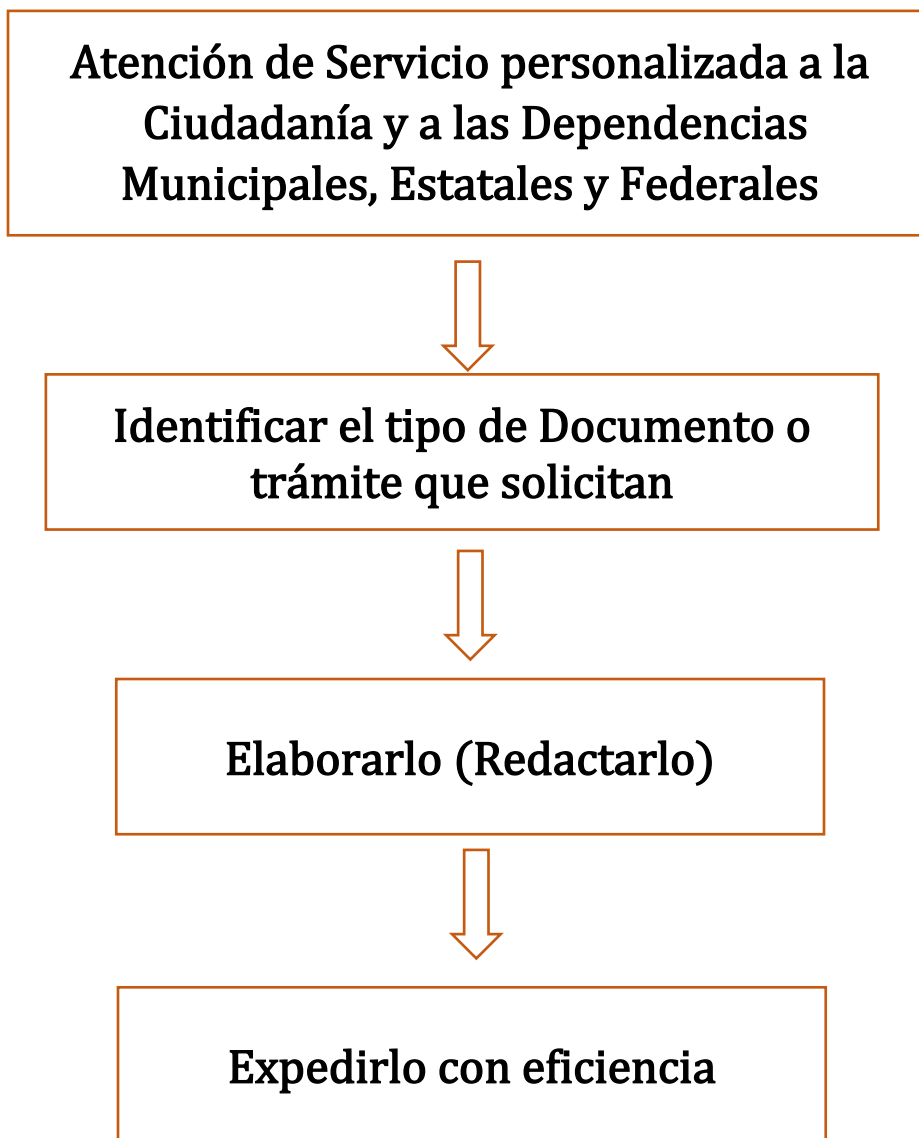 Atención de Servicio personalizada a la
Ciudadanía y a las Dependencias
Municipales, Estatales y Federales
Identificar el tipo de Documento o
trámite que solicitan
Elaborarlo (Redactarlo)
Expedirlo con eficiencia